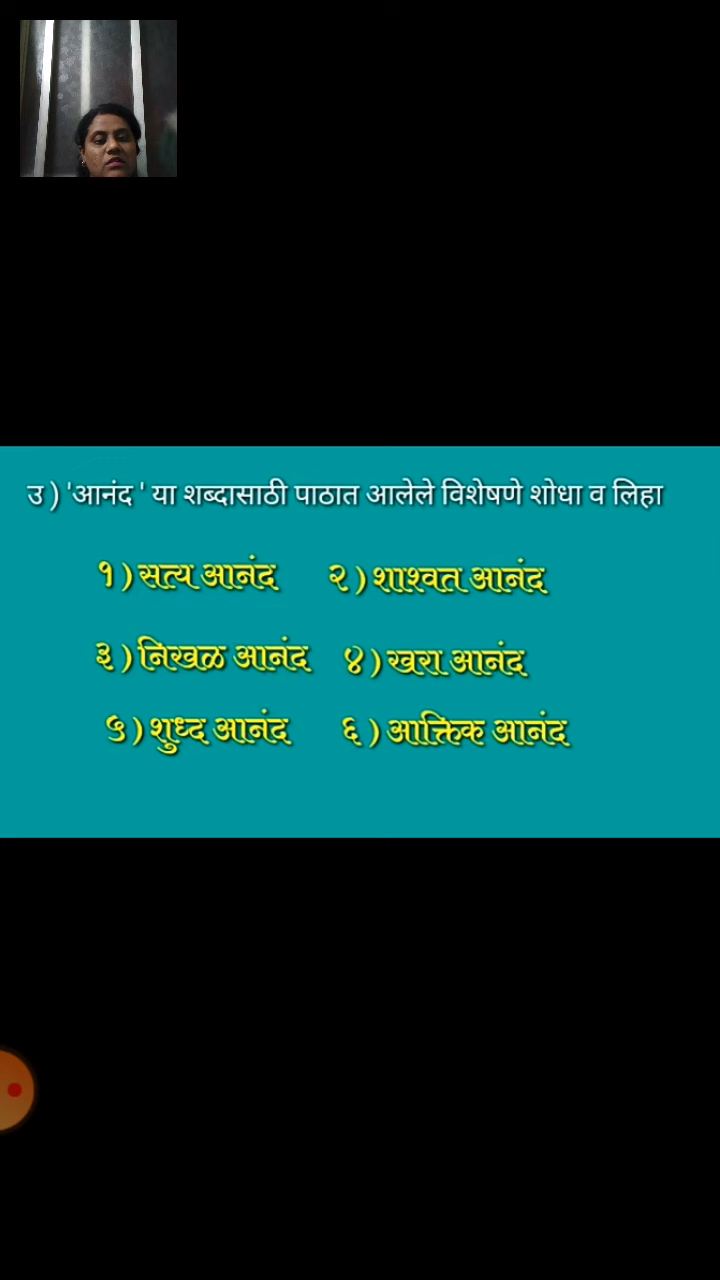 उ ) 'आनंद ' या शब्दासाठी पाठात आलेले विशेषणे शोधा व लिहा
१ ) सत्य आनंद २ ) शाश्वत आनंद
३ ) निखळ आनंद ४ ) खरा आनंद
५ ) शुध्द आनंद ६ ) आक्तिक आनंद